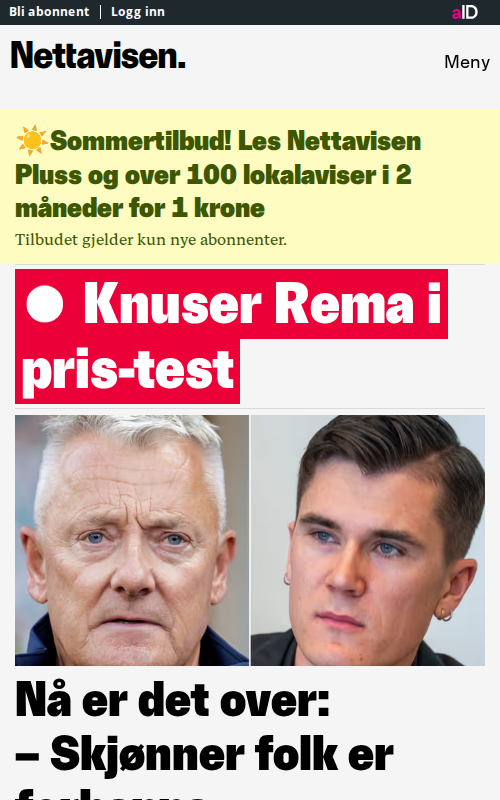 Bli abonnent | Logg inn
aID
Nettavisen.
Meny
Sommertilbud! Les Nettavisen
Pluss og over 100 lokalaviser i 2
måneder for 1 krone
Tilbudet gjelder kun nye abonnenter.
Knuser Rema i
pris-test
Nå er det over:
– Skjønner folk er